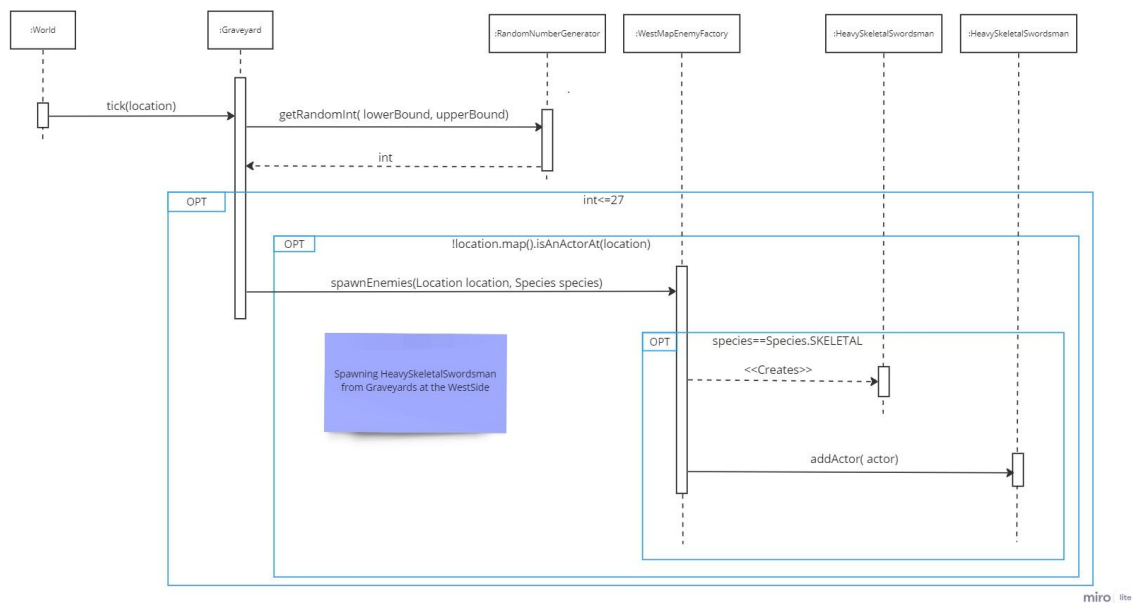 :World
:Graveyard
:RandomNumberGenerator
:WestMapEnemyFactory
:HeavySkeletalSwordsman
:HeavySkeletalSwordsman
tick(location)
getRandomInt( lowerBound, upperBound)
int
OPT
int<=27
OPT
!location.map().isAnActorAt(location)
spawnEnemies(Location location, Species species)
OPT
species==Species.SKELETAL
Spawning HeavySkeletalSwordsman
from Graveyards at the WestSide
<<Creates>>
addActor( actor)
miro lite